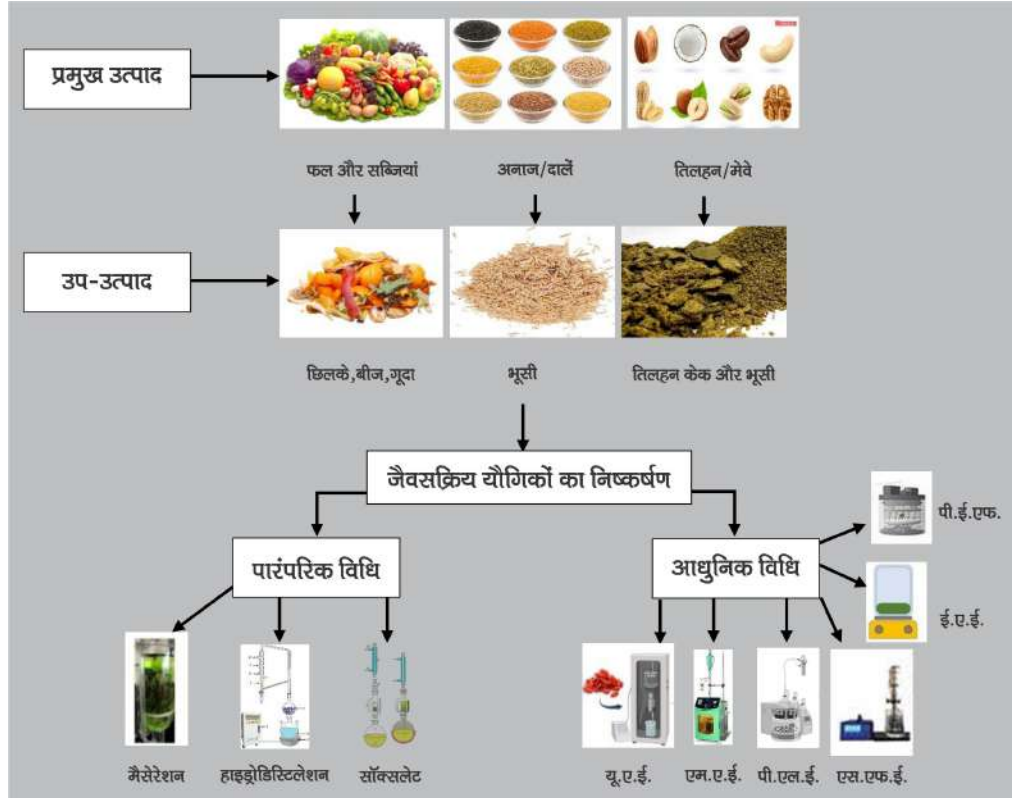 प्रमुख उत्पाद
फल और सब्जियां
अनाज/दालें
तिलहन/मेवे
उप-उत्पाद
छिलके,बीज,गूदा
भूसी
तिलहन केक और भूसी
जैवसक्रिय यौगिकों का निष्कर्षण
पी.ई.एफ.
पारंपरिक विधि
आधुनिक विधि
ई.ए.ई.
मैसेरेशन
हाइड्रोडिस्टिलेशन
सॉक्सलेट
यू.ए.ई.
एम.ए.ई.
पी.एल.ई.
एस.एफ.ई.